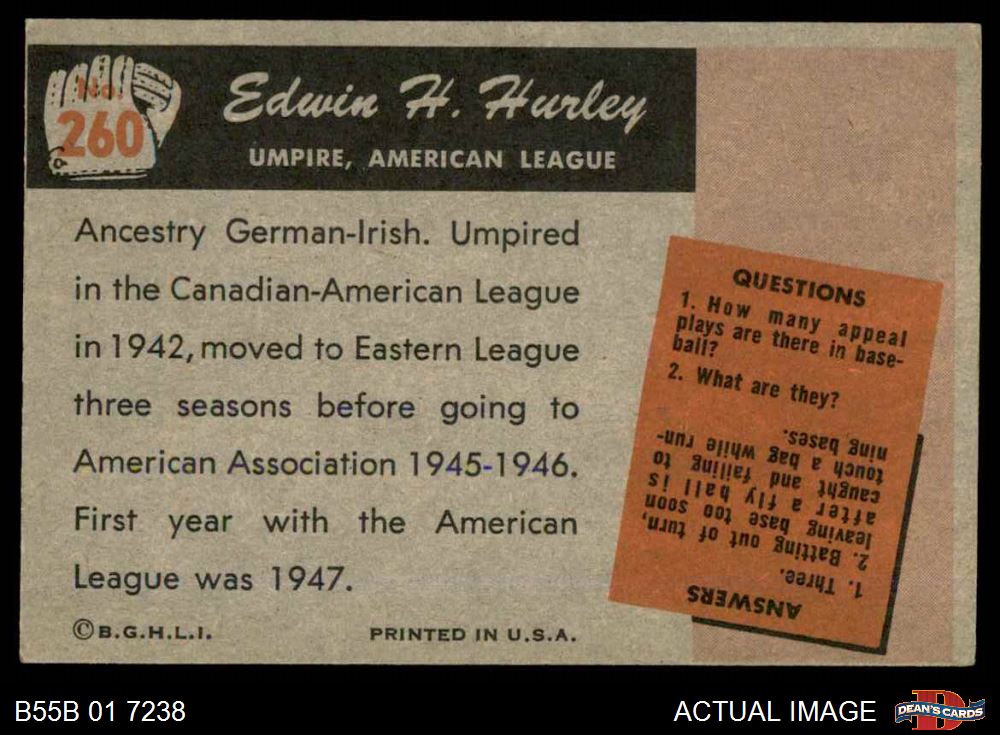 No.
260
Edwin H. Hurley
UMPIRE, AMERICAN LEAGUE
Ancestry German-Irish. Umpired
in the Canadian-American League
in 1942, moved to Eastern League
three seasons before going to
American Association 1945-1946.
First year with the American
League was 1947.
©B.G.H.L.I.
PRINTED IN U.S.A.
QUESTIONS
1. How many appeal
plays are there in base-
ball?
2. What are they?
ANSWERS
1. Three.
2. Batting out of turn,
leaving base too soon
after a fly ball is
caught and failing to
touch a bag while run-
ning bases.
B55B 01 7238
ACTUAL IMAGE
D
DEAN'S CARDS